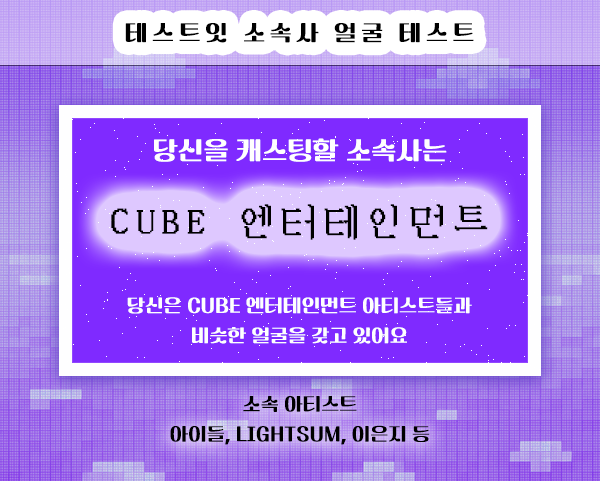 테스트잇 소속사 얼굴 테스트
당신을 캐스팅할 소속사는
CUBE 엔터테인먼트
당신은 CUBE 엔터테인먼트 아티스트들과
비슷한 얼굴을 갖고 있어요
소속 아티스트
아이들, LIGHTSUM, 이은지 등